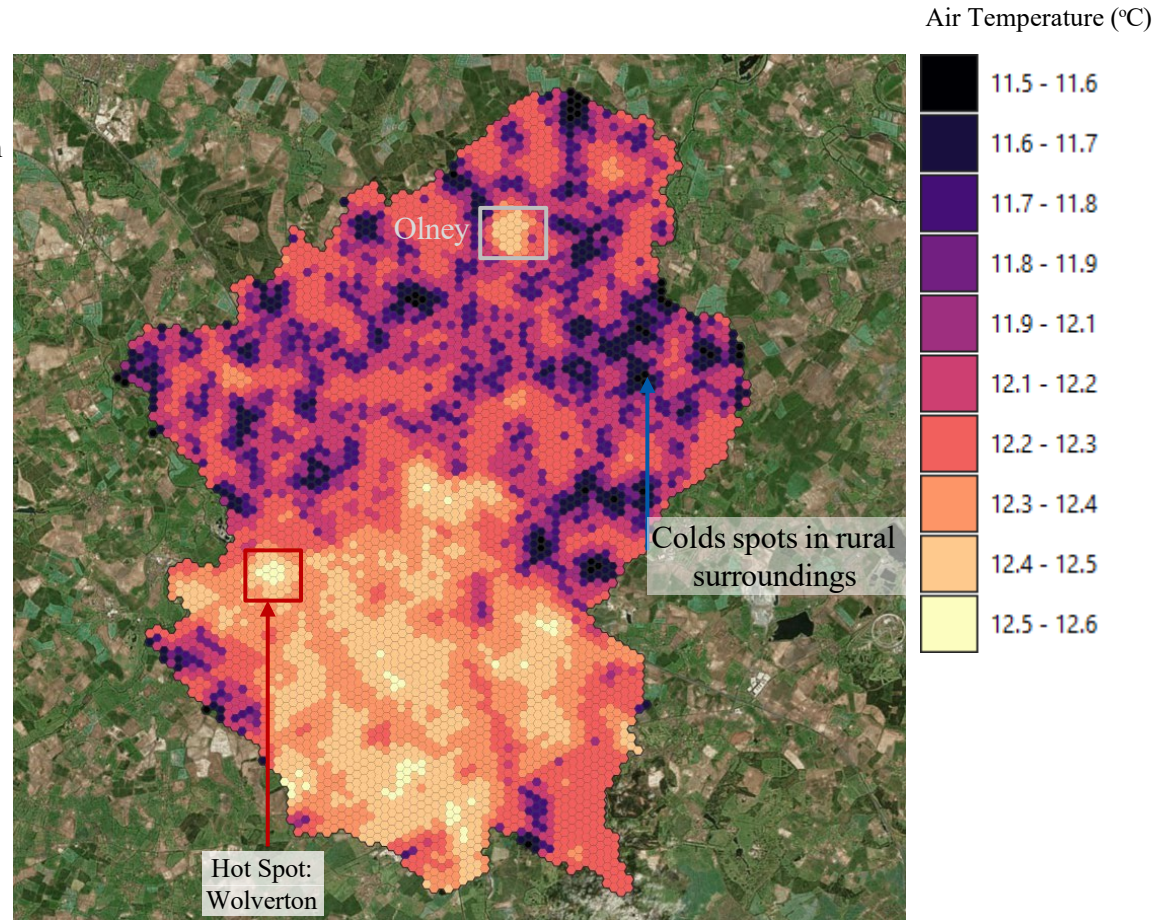 Air Temperature (°C)
11.5 - 11.6
11.6 - 11.7
11.7 - 11.8
11.8 - 11.9
11.9 - 12.1
12.1 - 12.2
12.2 - 12.3
12.3 - 12.4
12.4 - 12.5
12.5 - 12.6
Olney
Colds spots in rural
surroundings
Hot Spot:
Wolverton